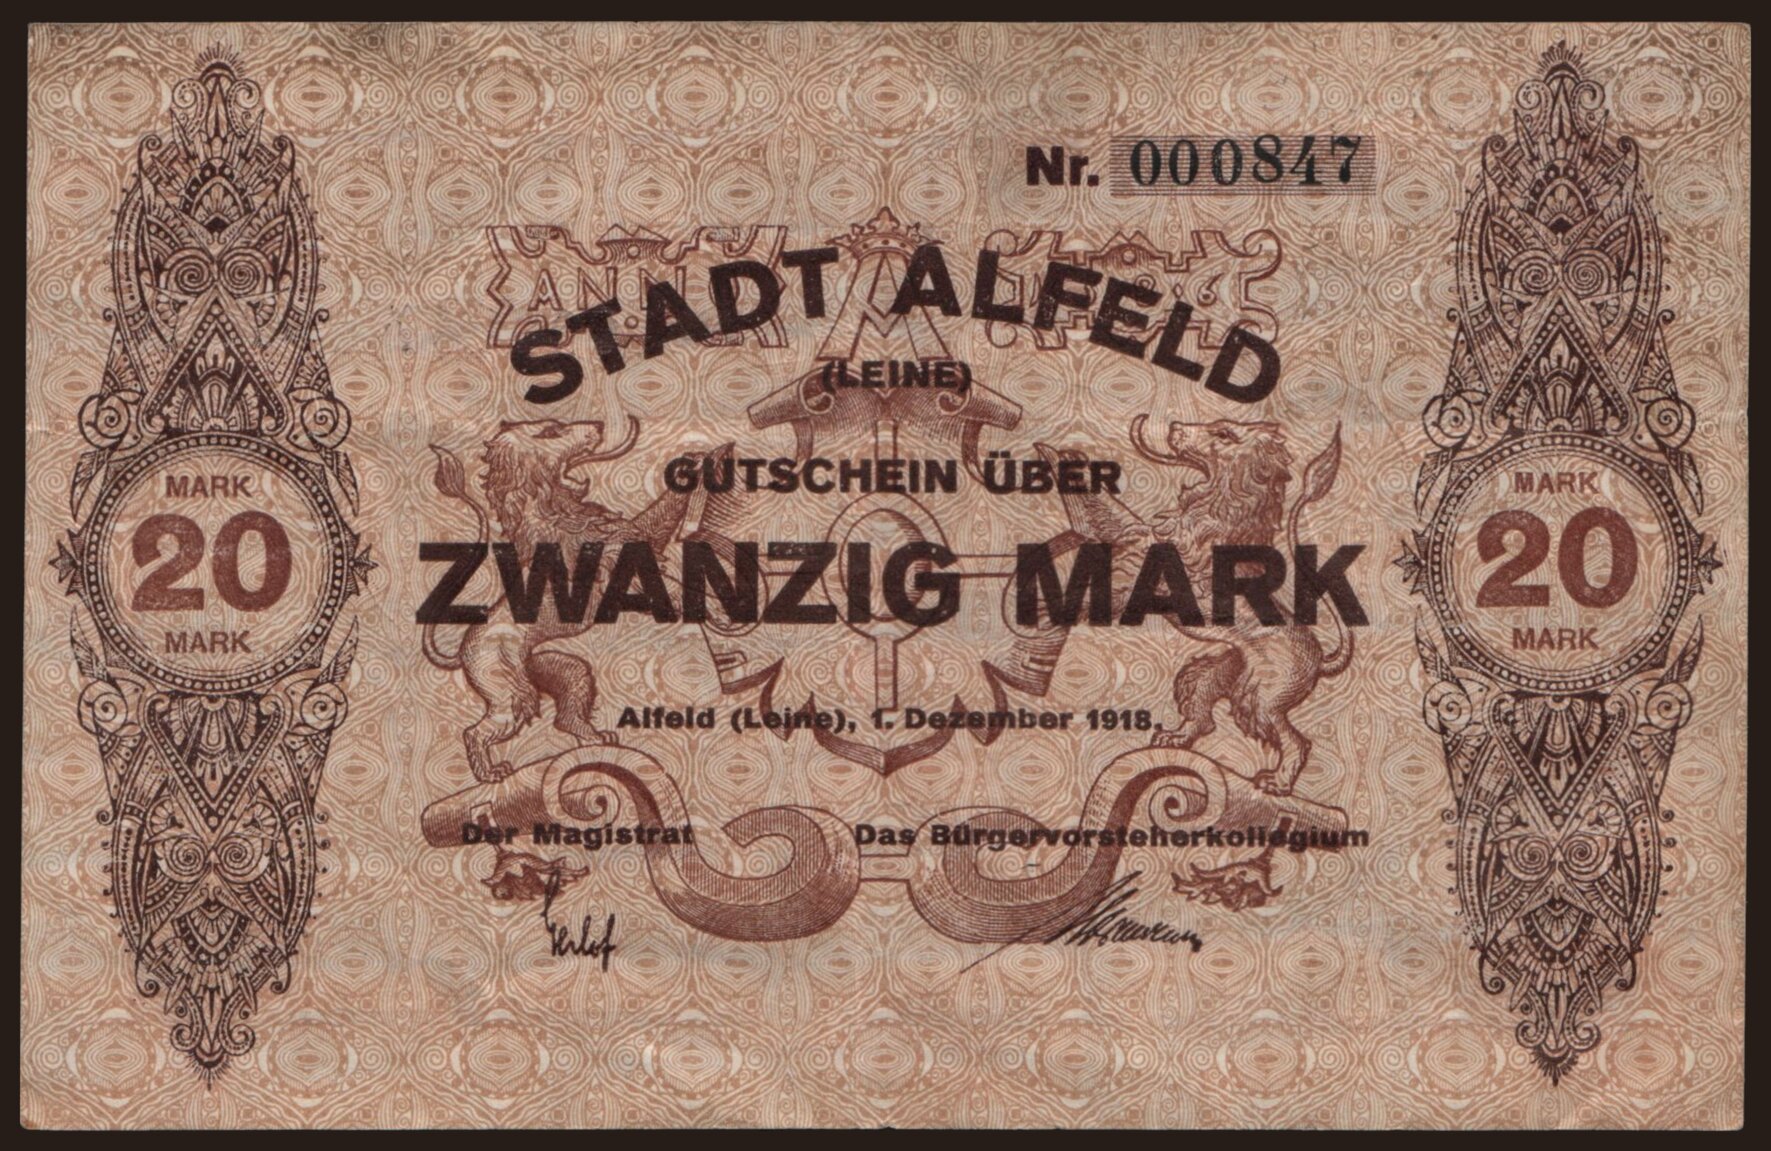 Nr. 000847
ANNO
STADT ALFELD
(LEINE)
GUTSCHEIN ÜBER
ZWANZIG MARK
MARK
20
MARK
MARK
20
MARK
Alfeld (Leine), 1. Dezember 1918.
Der Magistrat
Das Bürgervorsteherkollegium